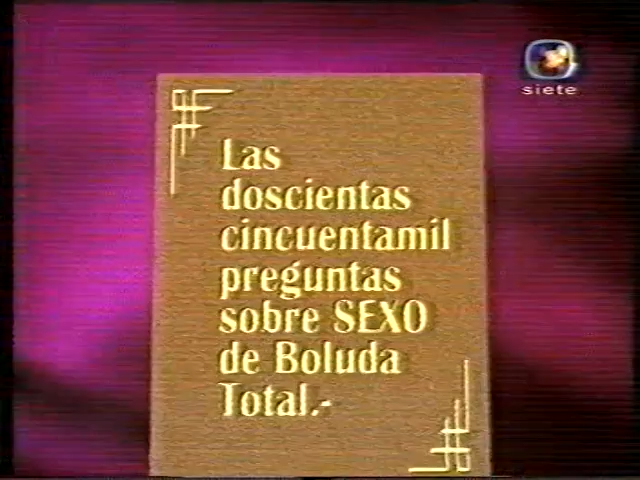 siete
Las
doscientas
cincuentamil
preguntas
sobre SEXO
de Boluda
Total.-